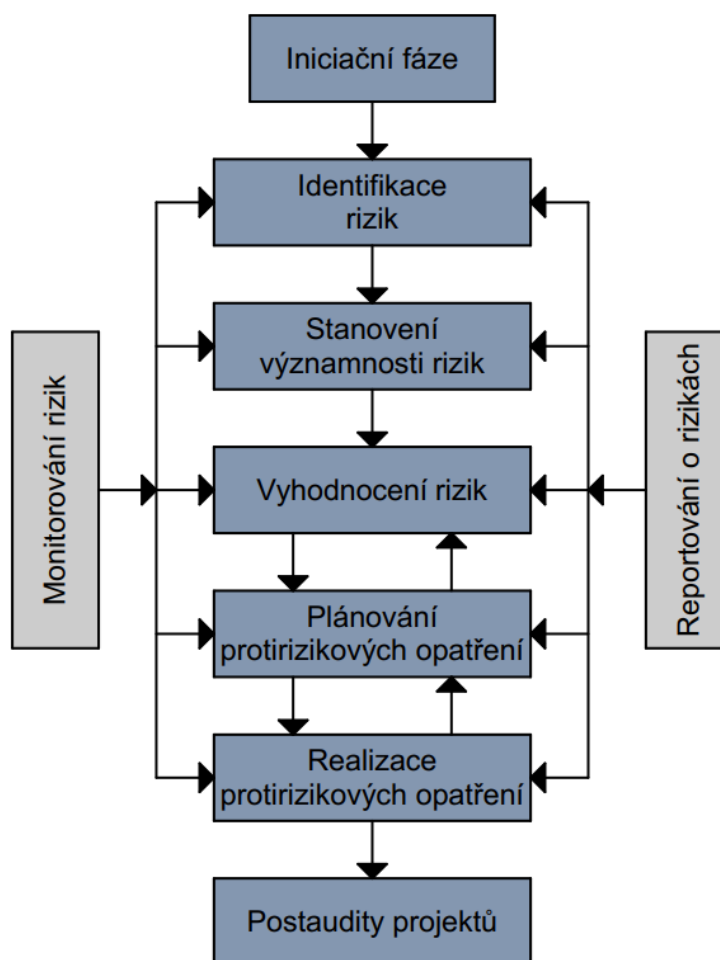 Iniciační fáze
Identifikace
rizik
Stanovení
významnosti rizik
Monitorování rizik
Vyhodnocení rizik
Reportování o rizikách
Plánování
protirizikových opatření
Realizace
protirizikových opatření
Postaudity projektů